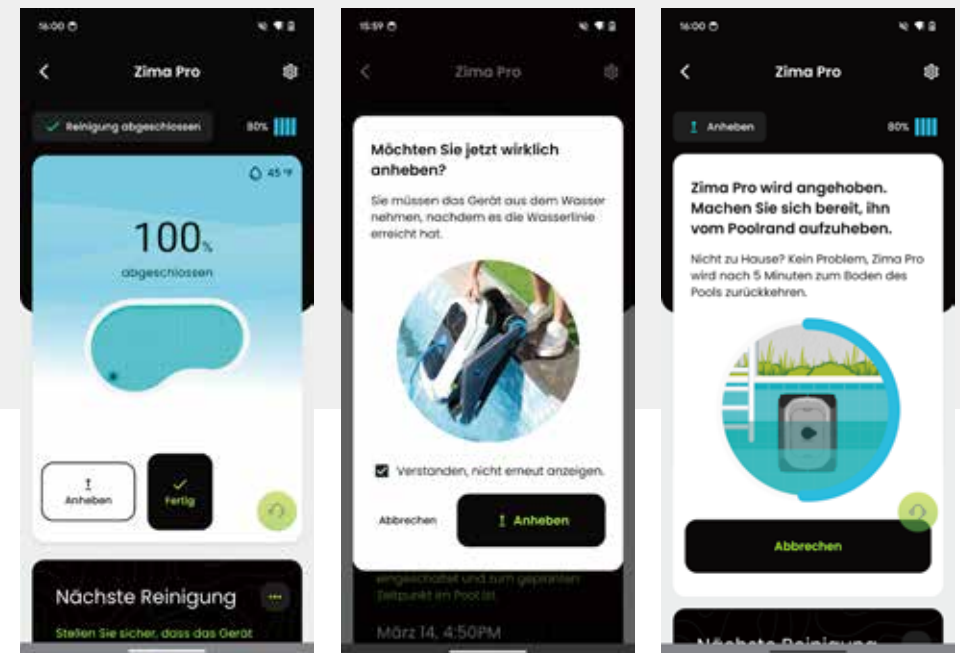 16:00
Zima Pro
Reinigung abgeschlossen
80%
45 °F
100%
abgeschlossen
Anheben
Fertig
Nächste Reinigung
Stellen Sie sicher, dass das Gerät
15:59
Zima Pro
Möchten Sie jetzt wirklich
anheben?
Sie müssen das Gerät aus dem Wasser
nehmen, nachdem es die Wasserlinie
erreicht hat.
Verstanden, nicht erneut anzeigen.
Abbrechen
Anheben
eingeschaltet und zum geplanten
Zeitpunkt im Pool ist.
März 14, 4:50PM
16:00
Zima Pro
Anheben
80%
Zima Pro wird angehoben.
Machen Sie sich bereit, ihn
vom Poolrand aufzuheben.
Nicht zu Hause? Kein Problem, Zima Pro
wird nach 5 Minuten zum Boden des
Pools zurückkehren.
Abbrechen
Nächste Reinigung